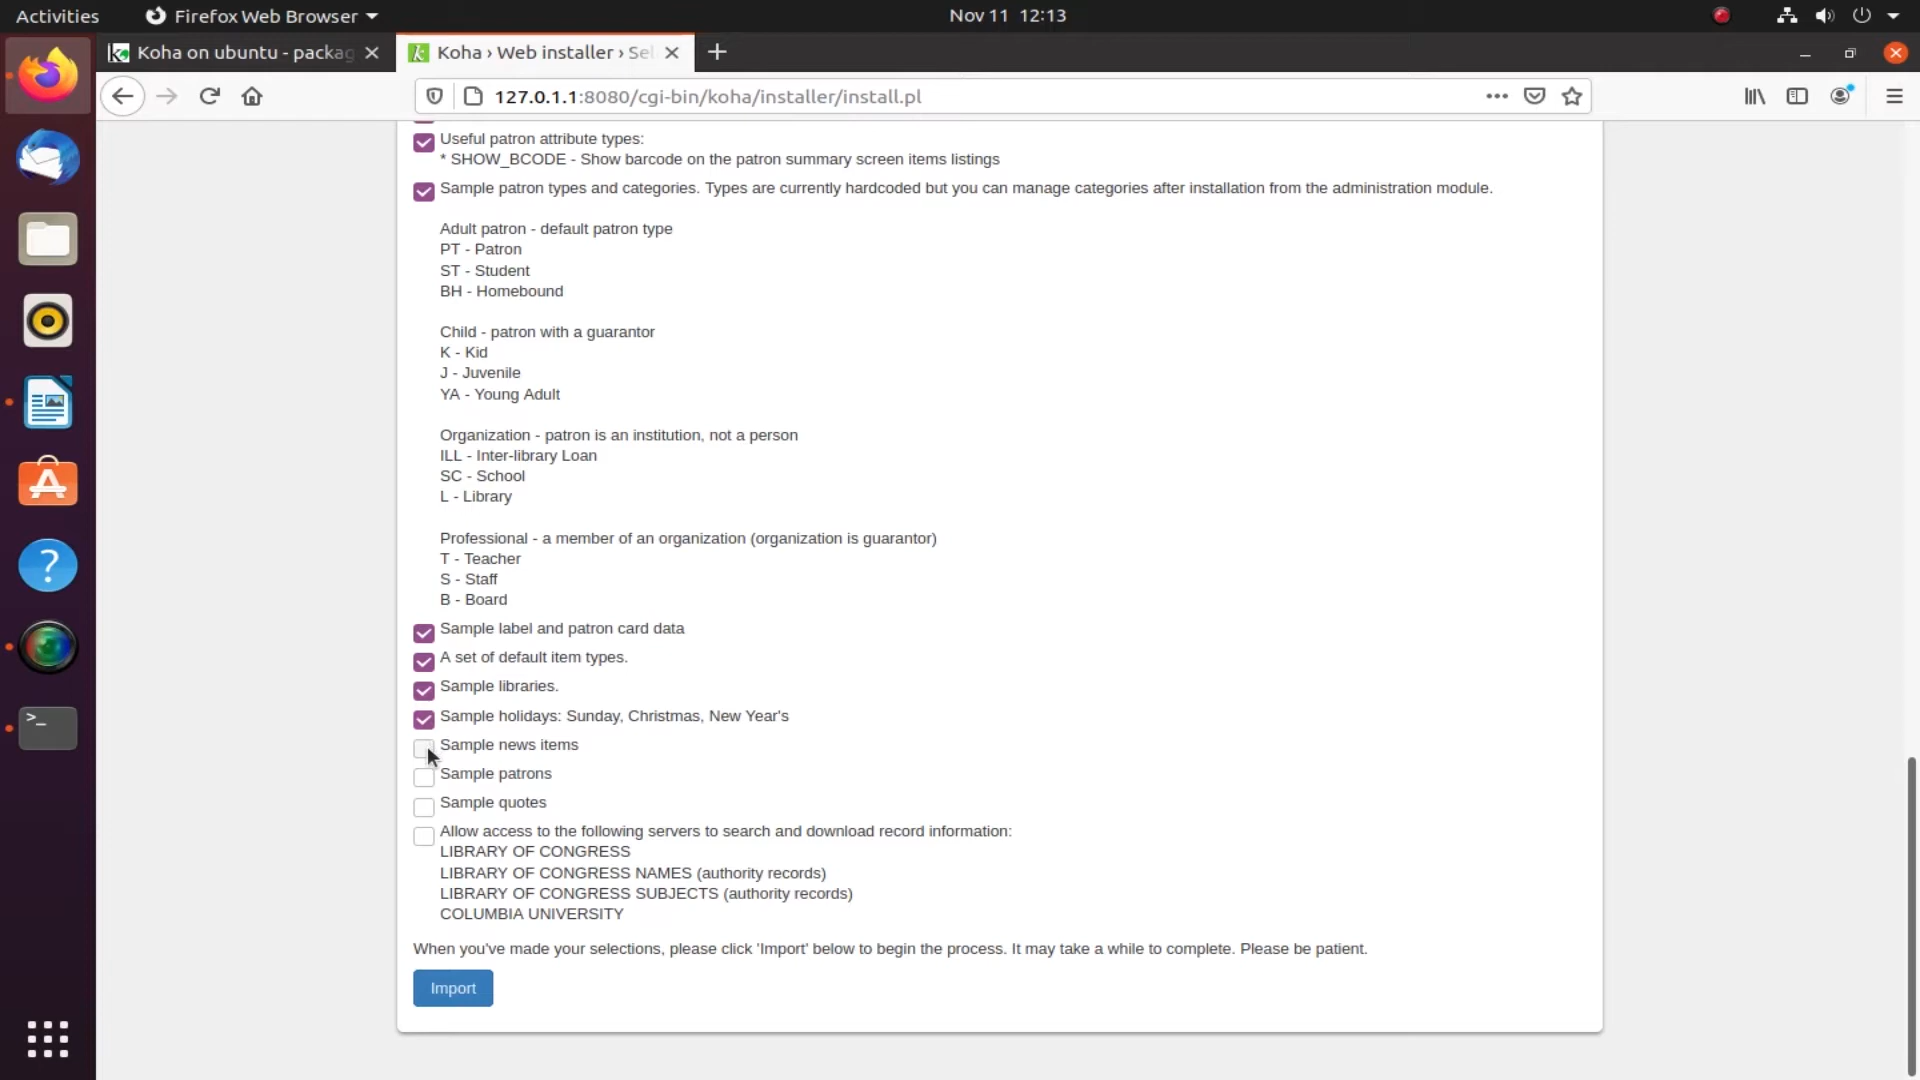 Activities
Firefox Web Browser
Nov 11 12:13
Koha on ubuntu - packag
Koha › Web installer › Sel
127.0.1.1:8080/cgi-bin/koha/installer/install.pl
Useful patron attribute types:
* SHOW_BCODE - Show barcode on the patron summary screen items listings
Sample patron types and categories. Types are currently hardcoded but you can manage categories after installation from the administration module.
Adult patron - default patron type
PT - Patron
ST - Student
BH - Homebound
Child - patron with a guarantor
K - Kid
J - Juvenile
YA - Young Adult
Organization - patron is an institution, not a person
ILL - Inter-library Loan
SC - School
L - Library
Professional - a member of an organization (organization is guarantor)
T - Teacher
S - Staff
B - Board
Sample label and patron card data
A set of default item types.
Sample libraries.
Sample holidays: Sunday, Christmas, New Year's
Sample news items
Sample patrons
Sample quotes
Allow access to the following servers to search and download record information:
LIBRARY OF CONGRESS
LIBRARY OF CONGRESS NAMES (authority records)
LIBRARY OF CONGRESS SUBJECTS (authority records)
COLUMBIA UNIVERSITY
When you've made your selections, please click 'Import' below to begin the process. It may take a while to complete. Please be patient.
Import